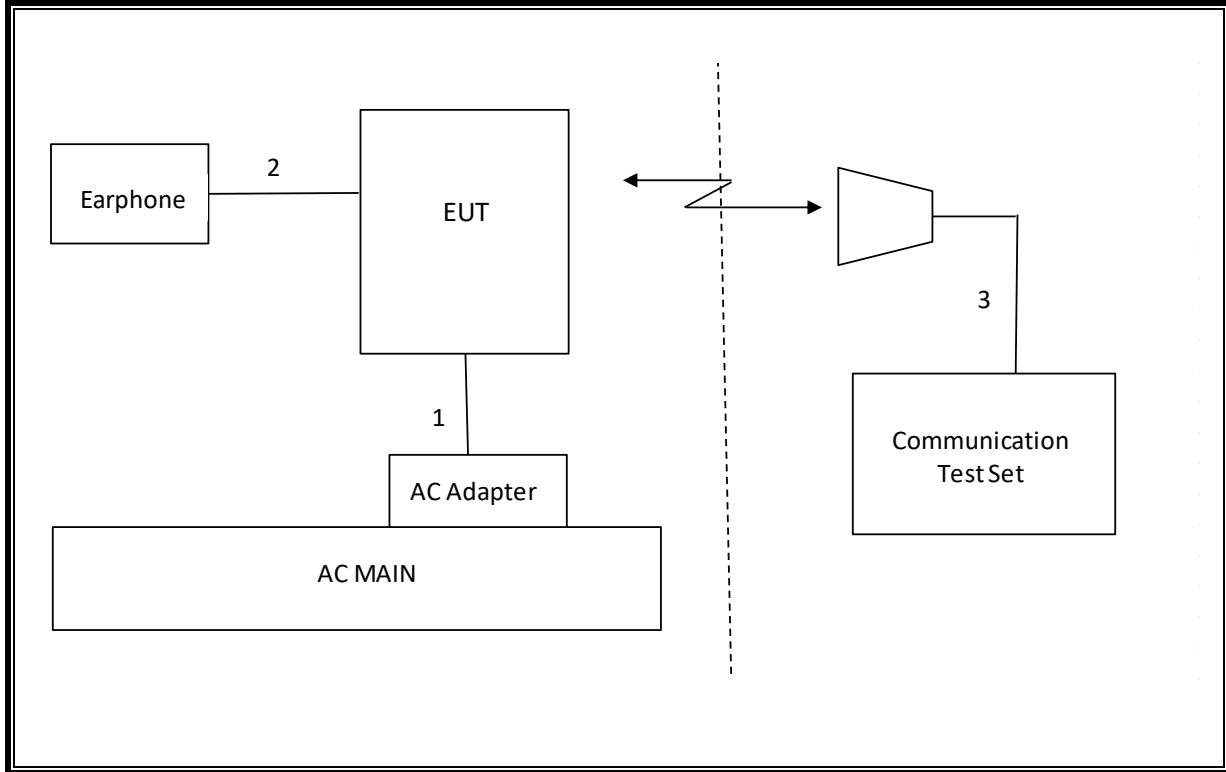 2
Earphone
EUT
3
1
Communication
Test Set
AC Adapter
AC MAIN